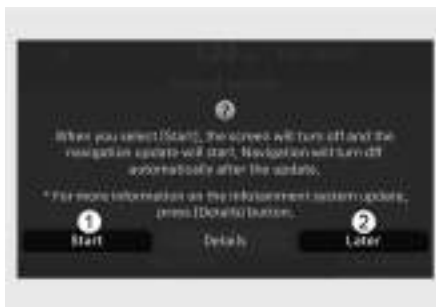 When you select [Start], the screen will turn off and the
navigation update will start. Navigation will turn off
automatically after the update.
* For more information on the infotainment system update,
press [Details] button.
1
2
Start
Details
Later